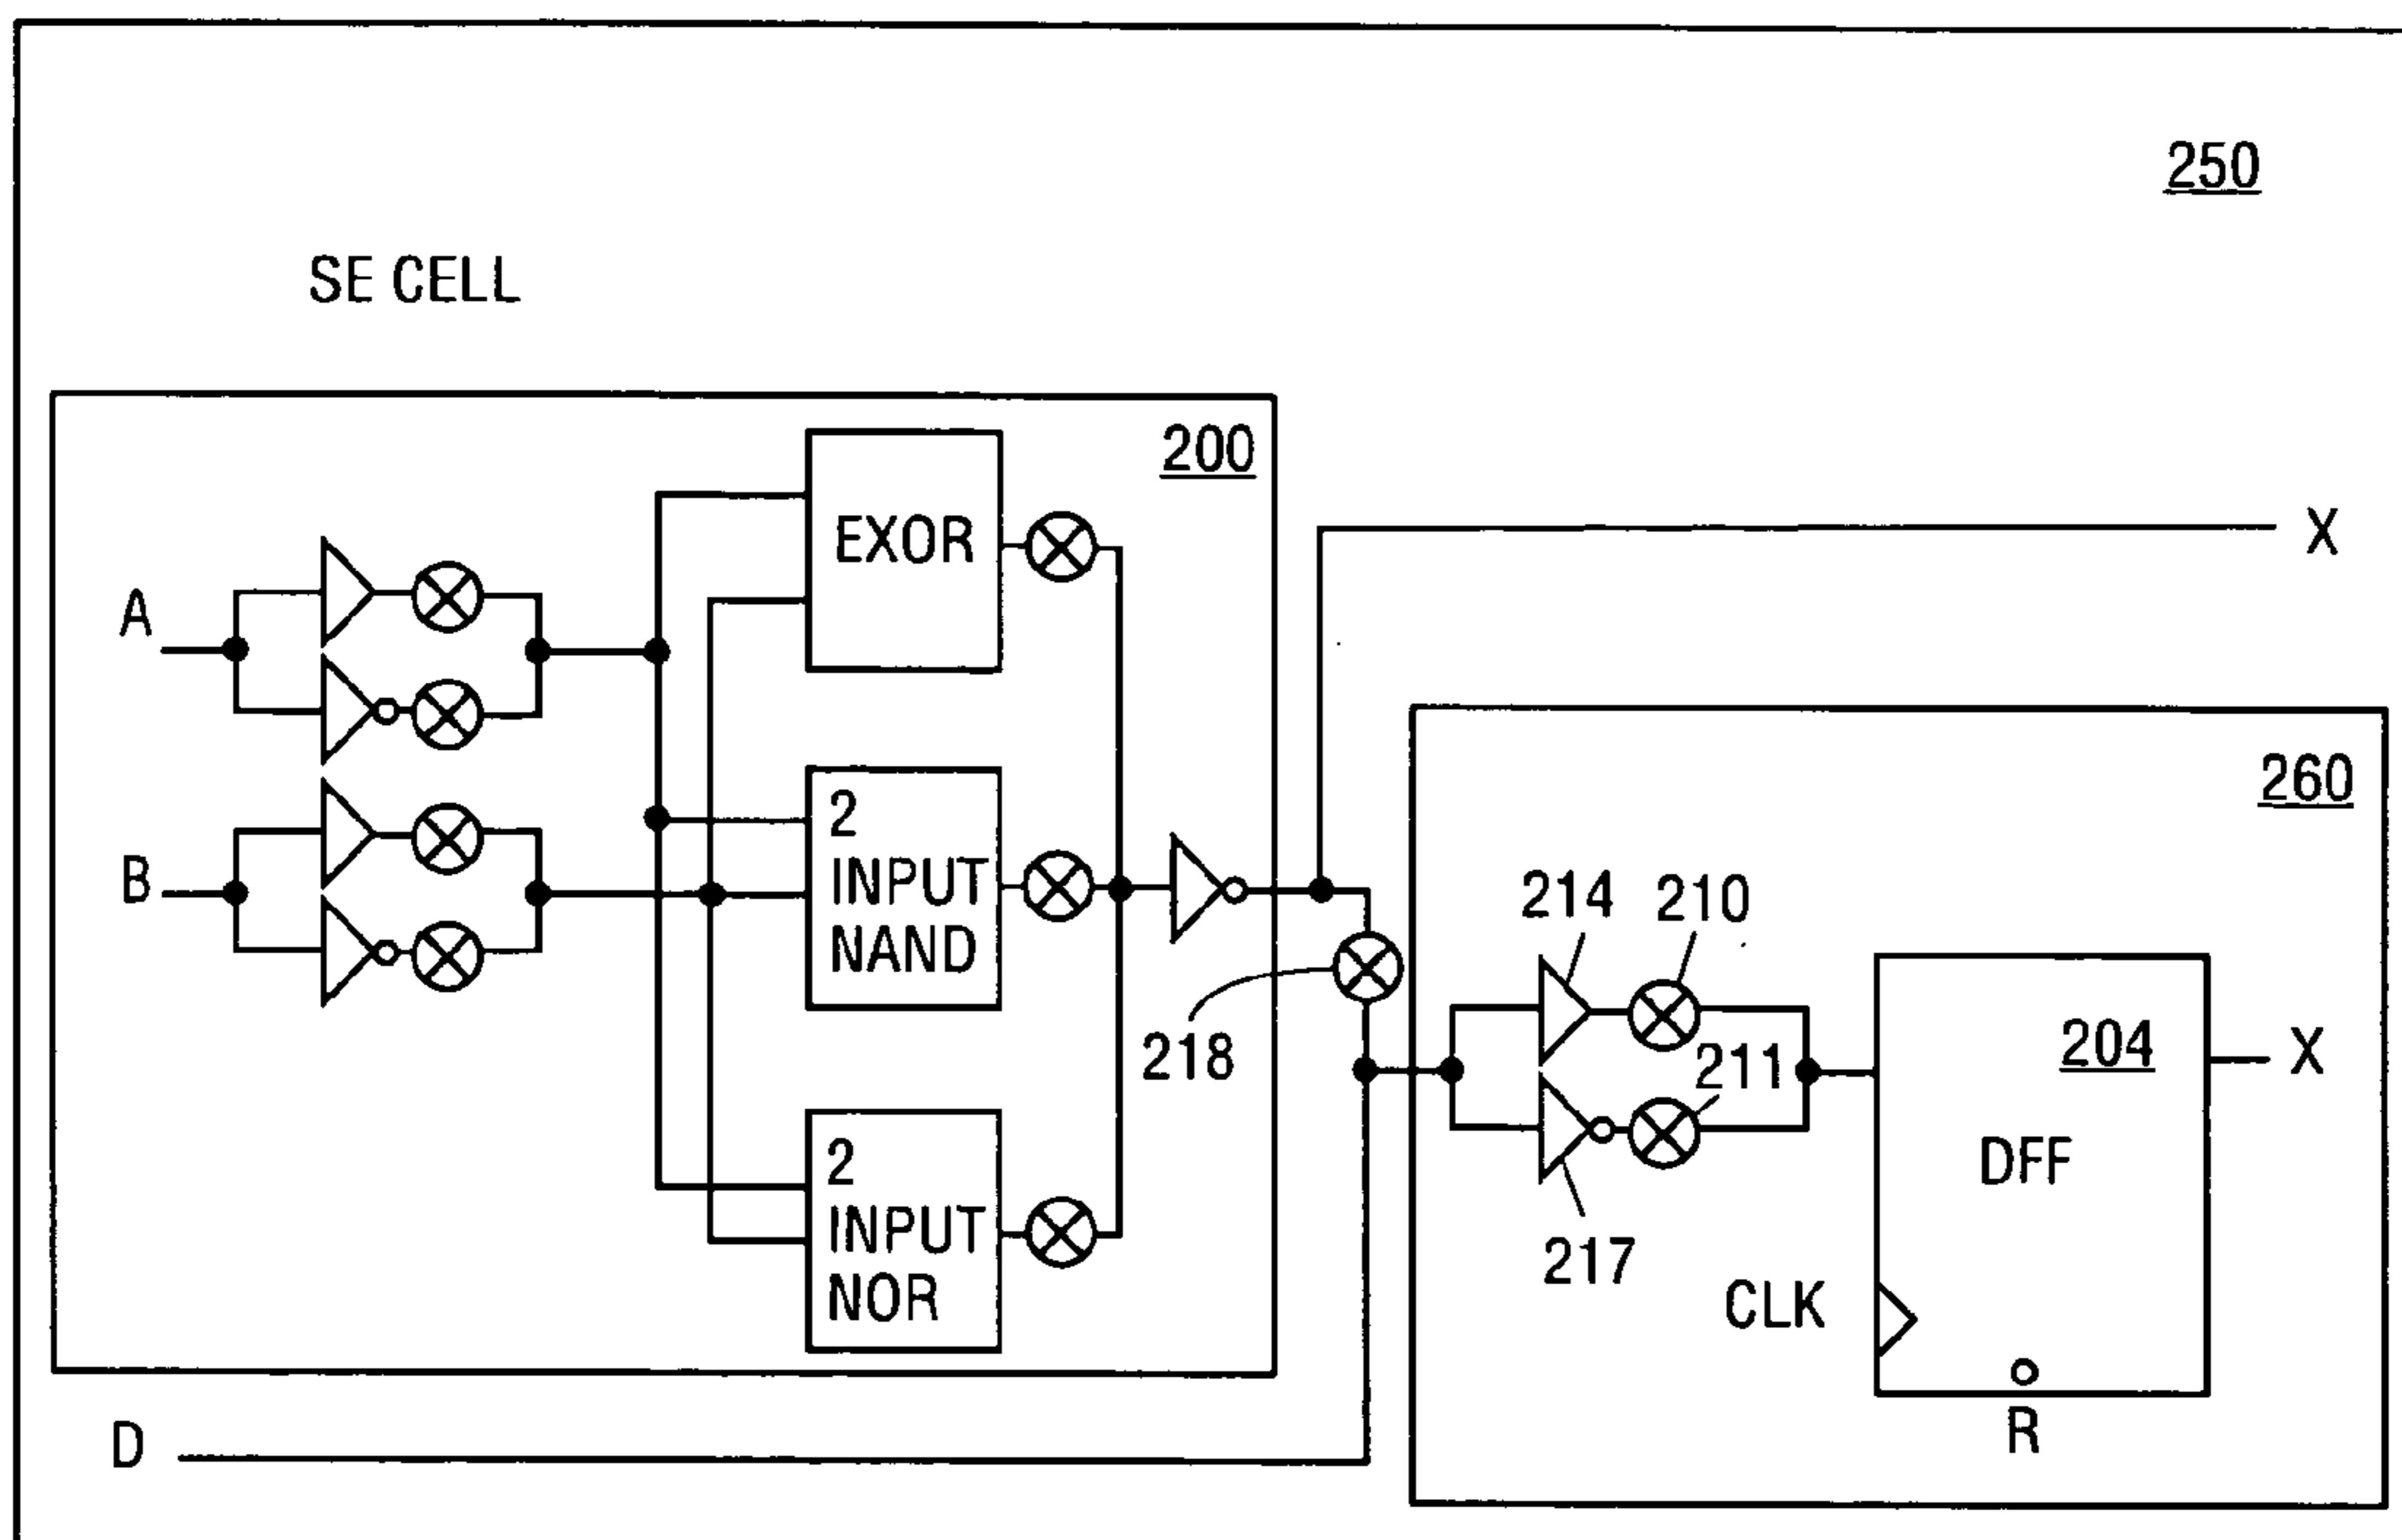 250
SE CELL
200
EXOR
X
A
260
2
INPUT
NAND
B
214
210
218
211
204
X
DFF
2
INPUT
NOR
217
CLK
D
R